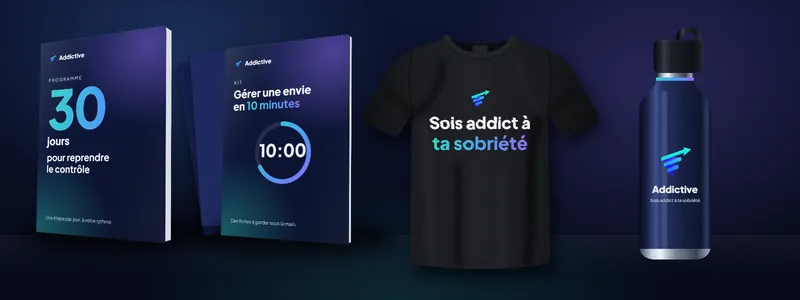 Addictive
PROGRAMME
30
jours
pour reprendre
le contrôle
Une étape par jour, à votre rythme.
Addictive
KIT
Gérer une envie
en 10 minutes
10:00
Des fiches à garder sous la main.
Sois addict à
ta sobriété
Addictive
Sois addict à ta sobriété